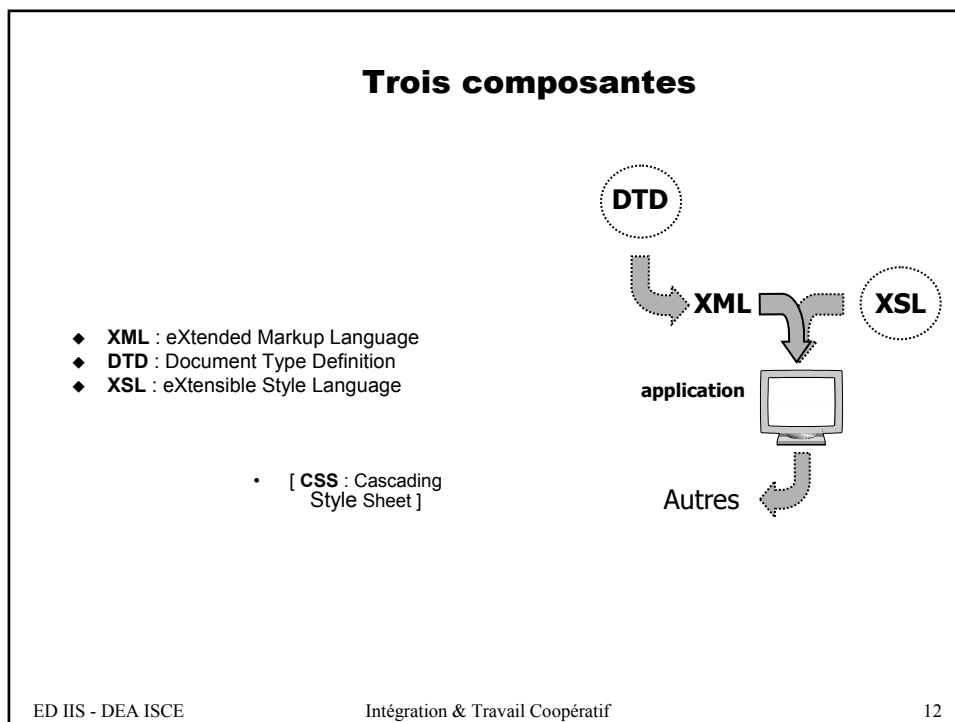 Trois composantes
DTD
XML
XSL
◆ XML : eXtended Markup Language
◆ DTD : Document Type Definition
◆ XSL : eXtensible Style Language
application
• [ CSS : Cascading
Style Sheet ]
Autres
ED IIS - DEA ISCE Intégration & Travail Coopératif 12